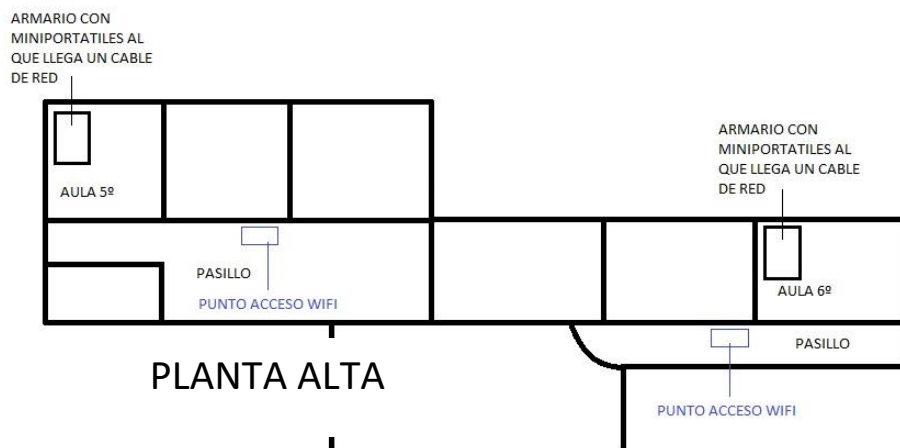 ARMARIO CON
MINIPORTATILES AL
QUE LLEGA UN CABLE
DE RED
ARMARIO CON
MINIPORTATILES AL
QUE LLEGA UN CABLE
DE RED
AULA 5º
PASILLO
PUNTO ACCESO WIFI
AULA 6º
PASILLO
PLANTA ALTA
PUNTO ACCESO WIFI